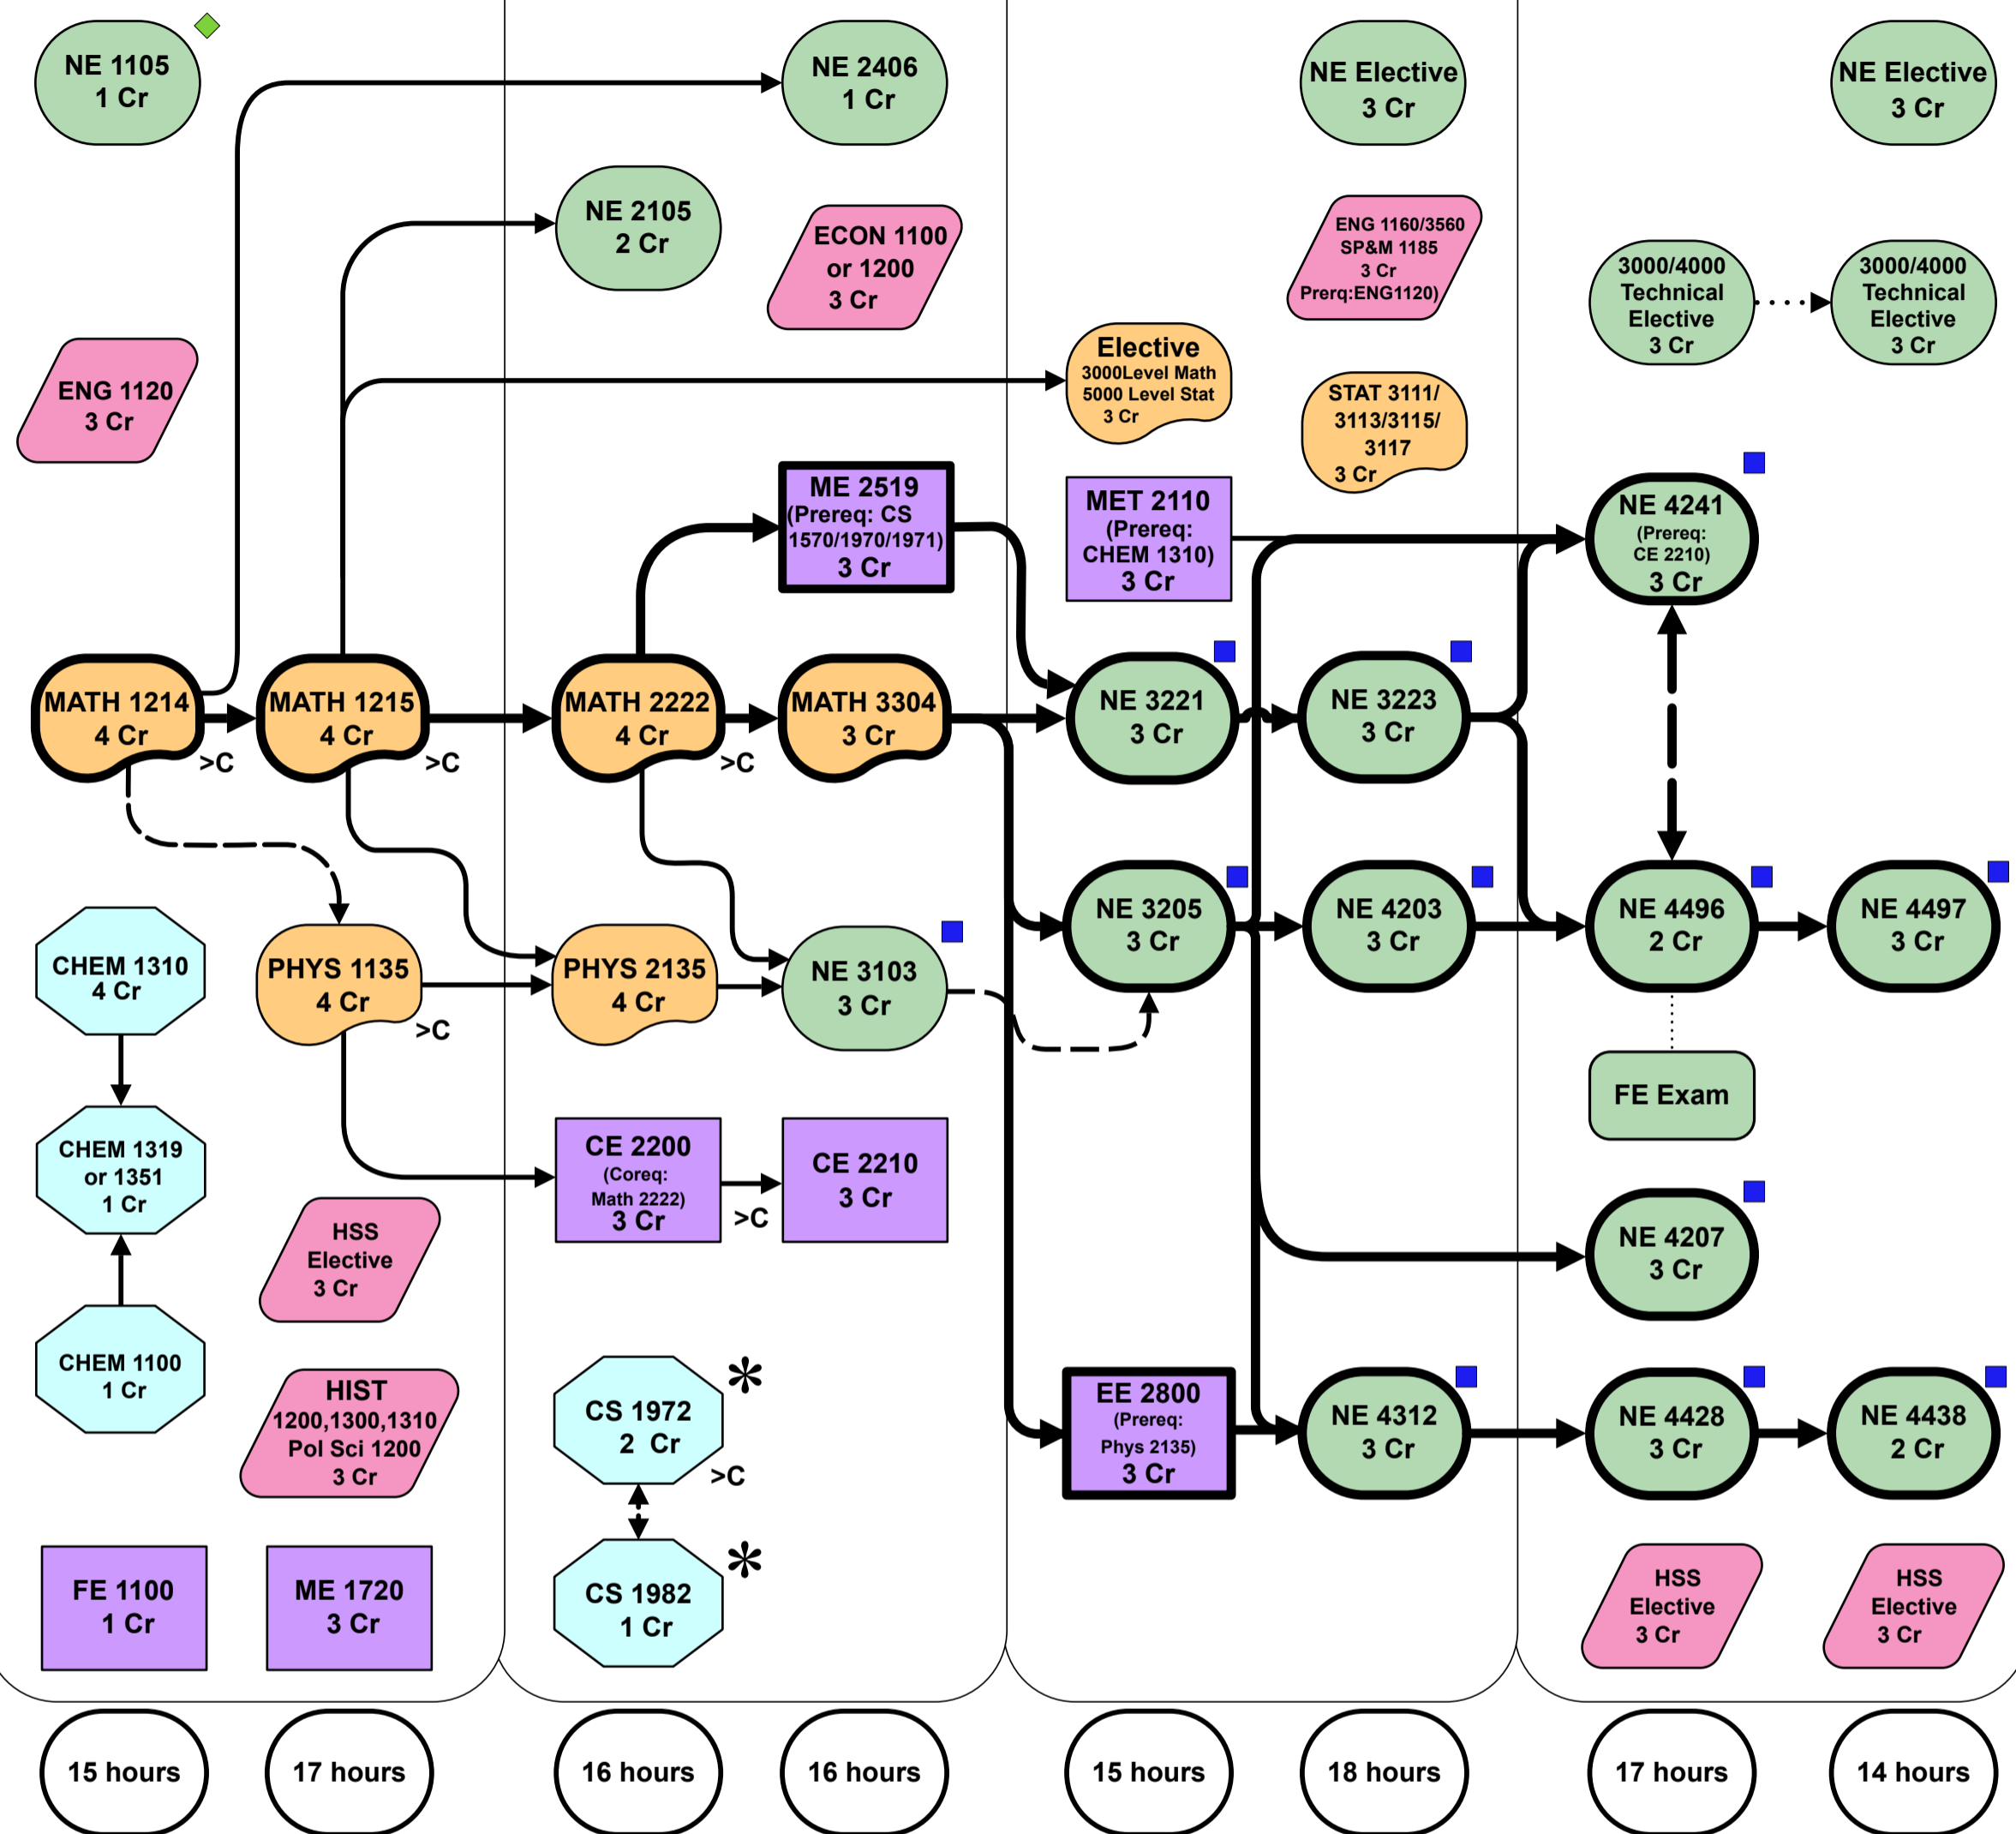 NE 1105
1 Cr
ENG 1120
3 Cr
MATH 1214
4 Cr
>C
CHEM 1310
4 Cr
CHEM 1319
or 1351
1 Cr
CHEM 1100
1 Cr
FE 1100
1 Cr
15 hours
MATH 1215
4 Cr
>C
PHYS 1135
4 Cr
>C
HSS
Elective
3 Cr
HIST
1200,1300,1310
Pol Sci 1200
3 Cr
ME 1720
3 Cr
17 hours
NE 2105
2 Cr
MATH 2222
4 Cr
>C
PHYS 2135
4 Cr
CE 2200
(Coreq:
Math 2222)
3 Cr
>C
CS 1972
2 Cr
*
>C
CS 1982
1 Cr
*
16 hours
NE 2406
1 Cr
ECON 1100
or 1200
3 Cr
ME 2519
(Prereq: CS
1570/1970/1971)
3 Cr
MATH 3304
3 Cr
NE 3103
3 Cr
CE 2210
3 Cr
16 hours
Elective
3000Level Math
5000 Level Stat
3 Cr
MET 2110
(Prereq:
CHEM 1310)
3 Cr
NE 3221
3 Cr
NE 3205
3 Cr
EE 2800
(Prereq:
Phys 2135)
3 Cr
15 hours
NE Elective
3 Cr
ENG 1160/3560
SP&M 1185
3 Cr
Prerq:ENG1120)
STAT 3111/
3113/3115/
3117
3 Cr
NE 3223
3 Cr
NE 4203
3 Cr
NE 4312
3 Cr
18 hours
3000/4000
Technical
Elective
3 Cr
NE 4241
(Prereq:
CE 2210)
3 Cr
NE 4496
2 Cr
FE Exam
NE 4207
3 Cr
NE 4428
3 Cr
HSS
Elective
3 Cr
17 hours
NE Elective
3 Cr
3000/4000
Technical
Elective
3 Cr
NE 4497
3 Cr
NE 4438
2 Cr
HSS
Elective
3 Cr
14 hours